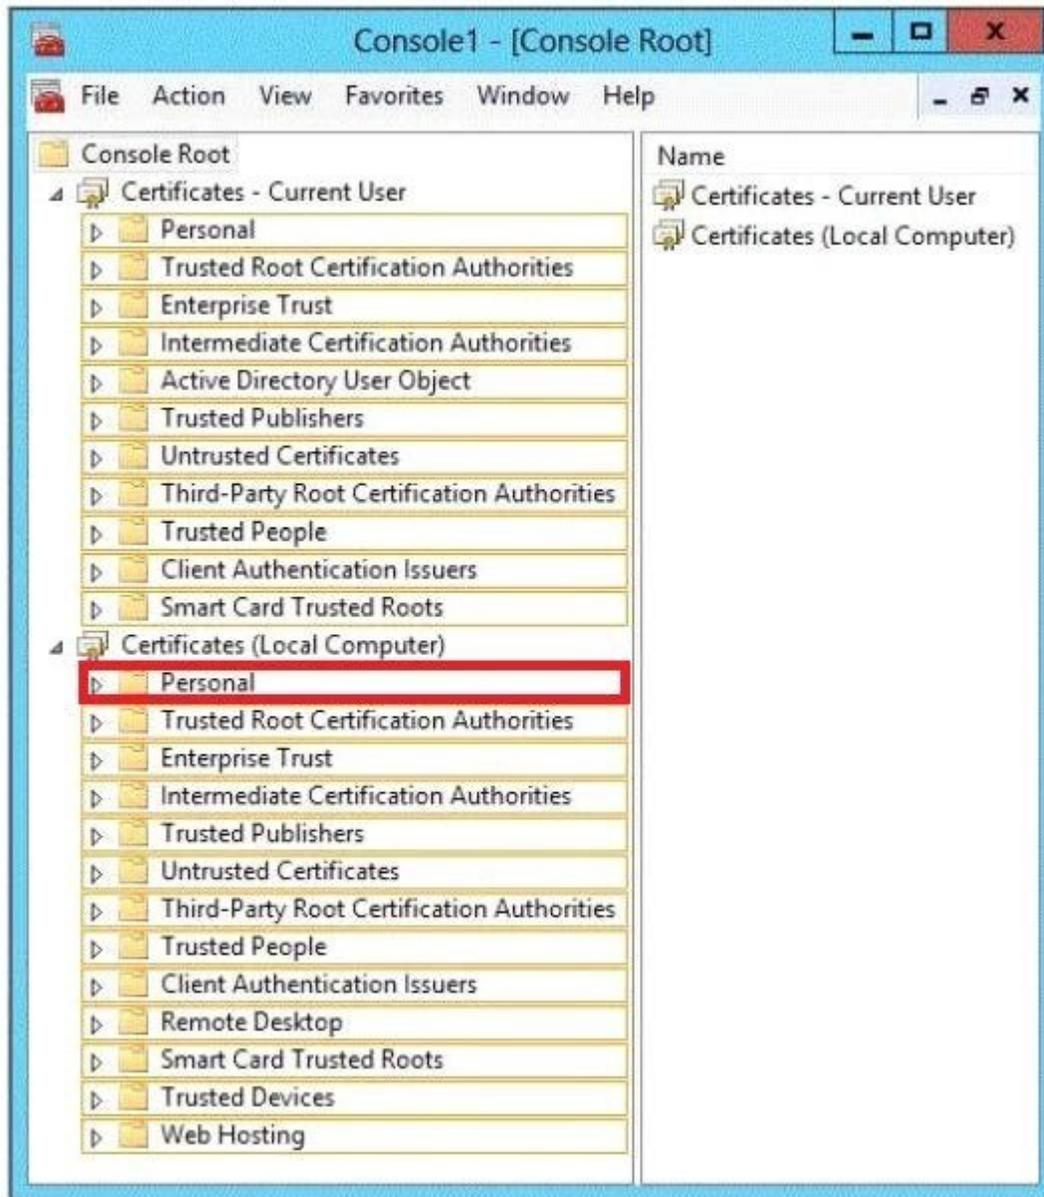 Console1 - [Console Root]
File Action View Favorites Window Help
Console Root
Certificates - Current User
Personal
Trusted Root Certification Authorities
Enterprise Trust
Intermediate Certification Authorities
Active Directory User Object
Trusted Publishers
Untrusted Certificates
Third-Party Root Certification Authorities
Trusted People
Client Authentication Issuers
Smart Card Trusted Roots
Certificates (Local Computer)
Personal
Trusted Root Certification Authorities
Enterprise Trust
Intermediate Certification Authorities
Trusted Publishers
Untrusted Certificates
Third-Party Root Certification Authorities
Trusted People
Client Authentication Issuers
Remote Desktop
Smart Card Trusted Roots
Trusted Devices
Web Hosting
Name
Certificates - Current User
Certificates (Local Computer)